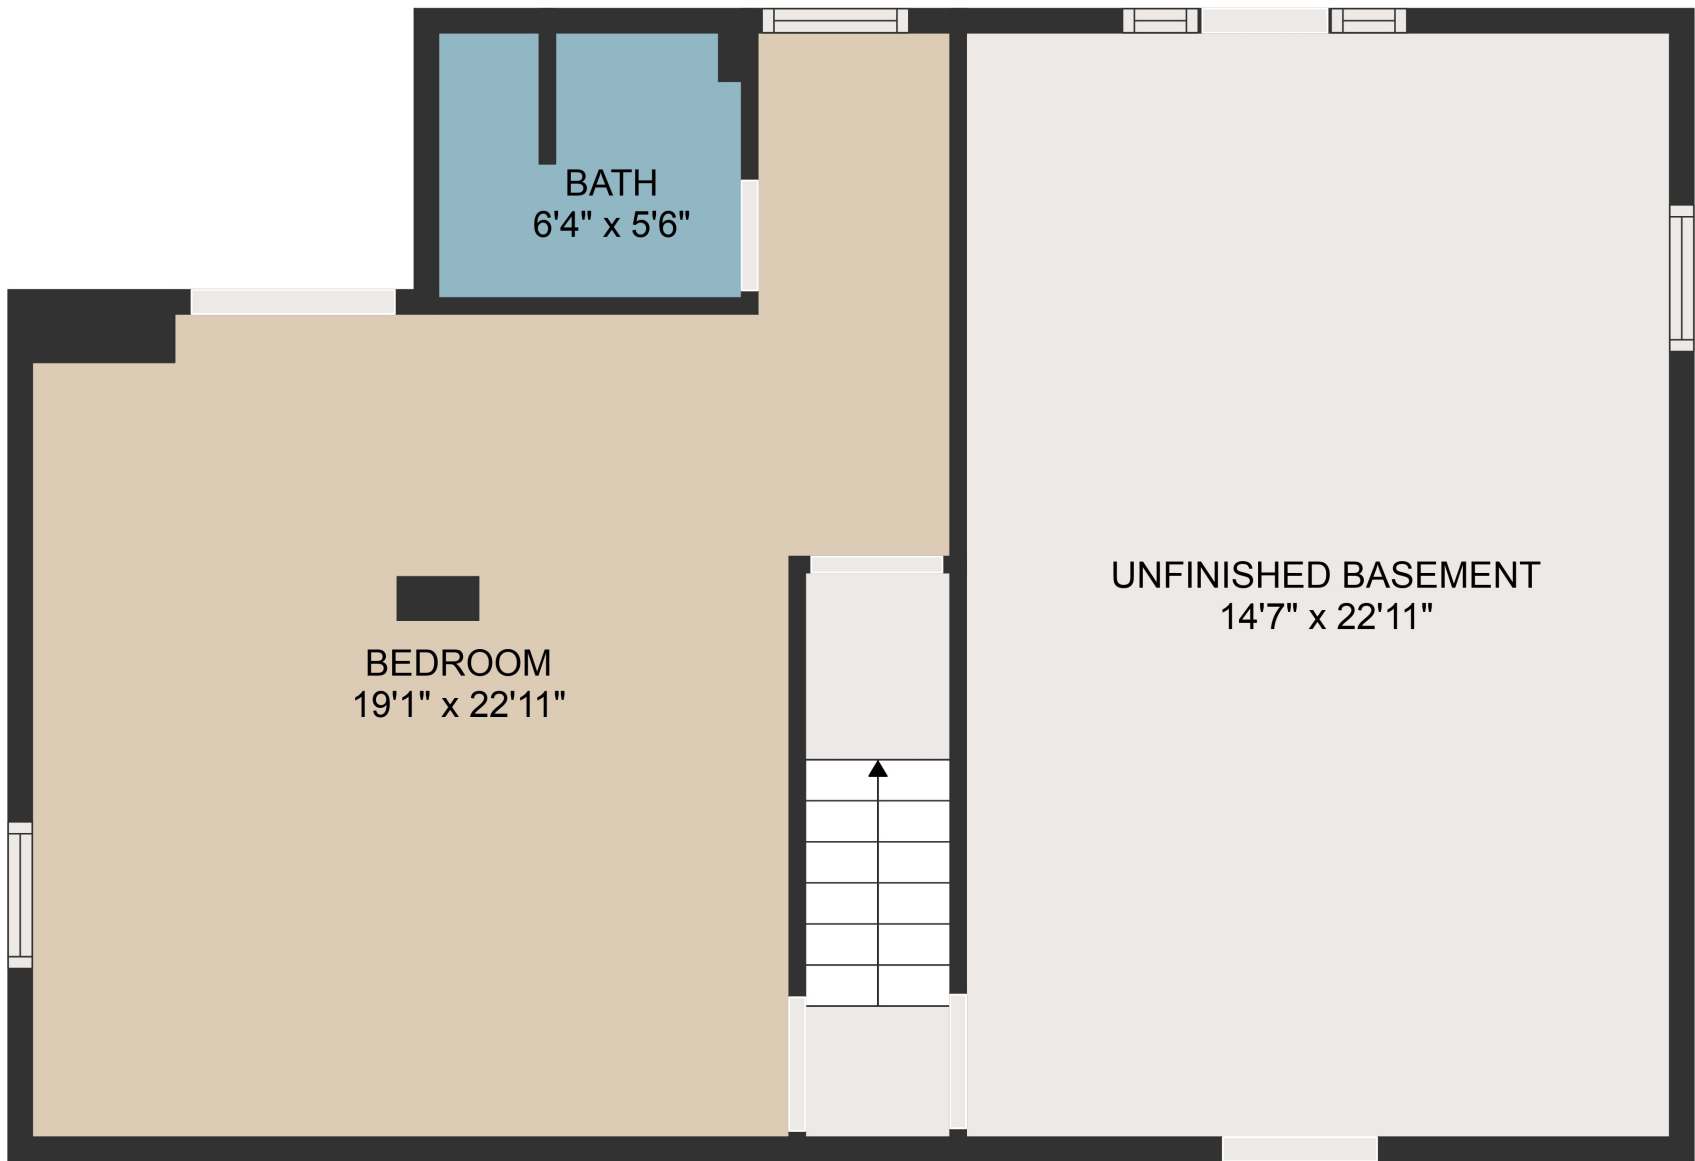 BATH
6'4" x 5'6"
UNFINISHED BASEMENT
14'7" x 22'11"
BEDROOM
19'1" x 22'11"